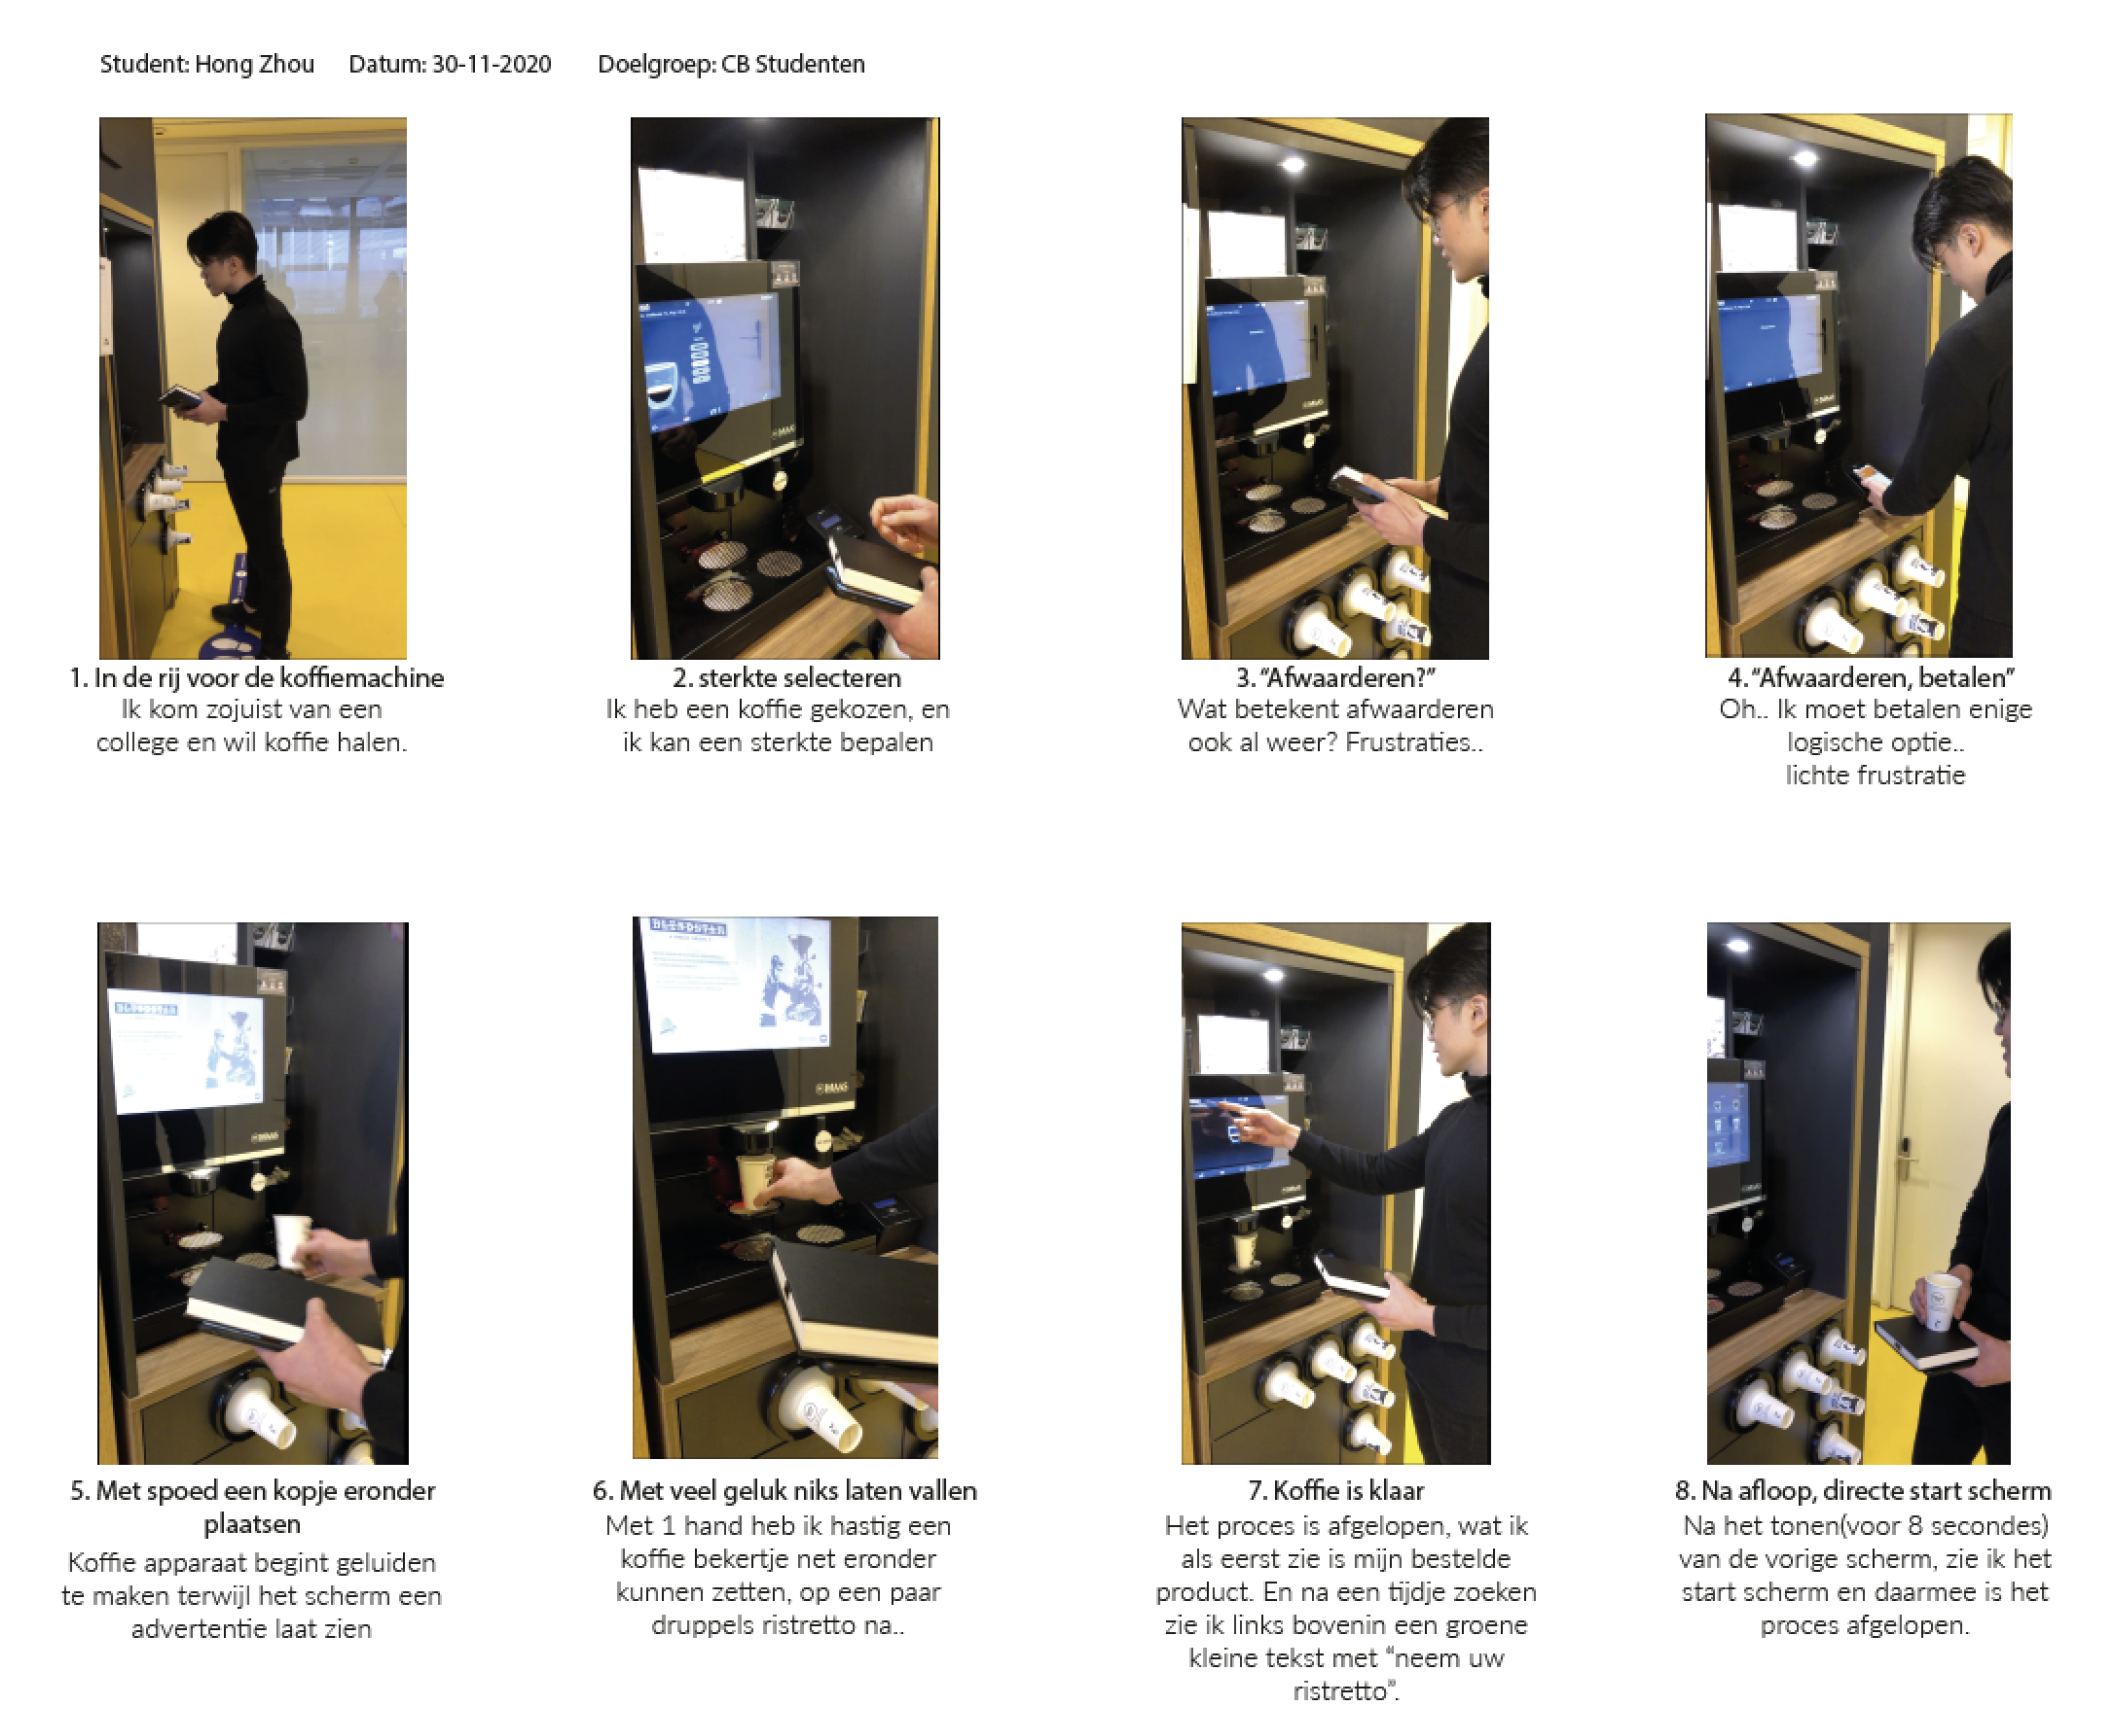 Student: Hong Zhou Datum: 30-11-2020 Doelgroep: CB Studenten
1. In de rij voor de koffiemachine
Ik kom zojuist van een
college en wil koffie halen.
2. sterkte selecteren
Ik heb een koffie gekozen, en
ik kan een sterkte bepalen
3. “Afwaarderen?”
Wat betekent afwaarderen
ook al weer? Frustraties..
4. “Afwaarderen, betalen”
Oh.. Ik moet betalen enige
logische optie..
lichte frustratie
BLENDSTAR
MAAS
5. Met spoed een kopje eronder
plaatsen
Koffie apparaat begint geluiden
te maken terwijl het scherm een
advertentie laat zien
BLENDSTAR
MAAS
6. Met veel geluk niks laten vallen
Met 1 hand heb ik hastig een
koffie bekertje net eronder
kunnen zetten, op een paar
druppels ristretto na..
7. Koffie is klaar
Het proces is afgelopen, wat ik
als eerst zie is mijn bestelde
product. En na een tijdje zoeken
zie ik links bovenin een groene
kleine tekst met “neem uw
ristretto”.
8. Na afloop, directe start scherm
Na het tonen(voor 8 secondes)
van de vorige scherm, zie ik het
start scherm en daarmee is het
proces afgelopen.